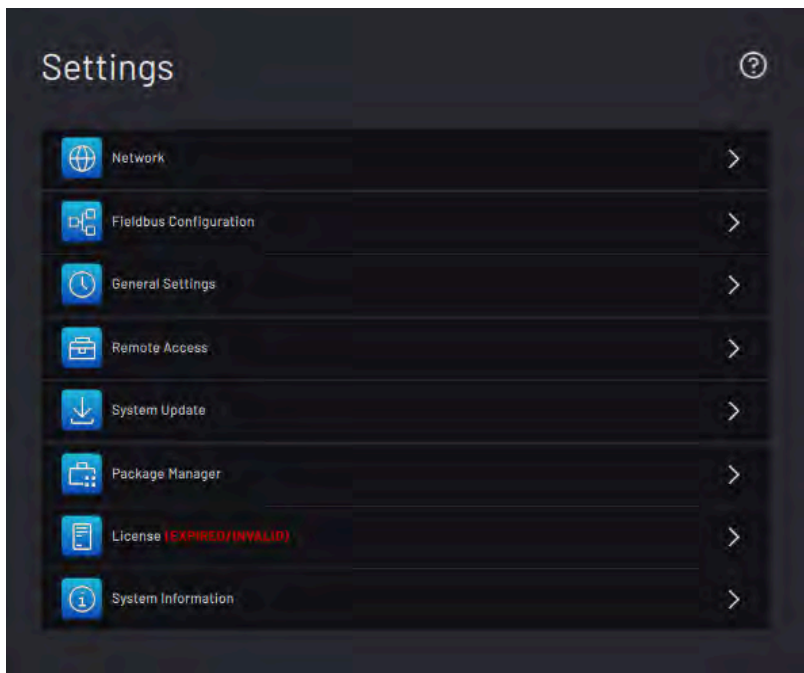 Settings
Network
Fieldbus Configuration
General Settings
Remote Access
System Update
Package Manager
License (EXPIRED/INVALID)
System Information